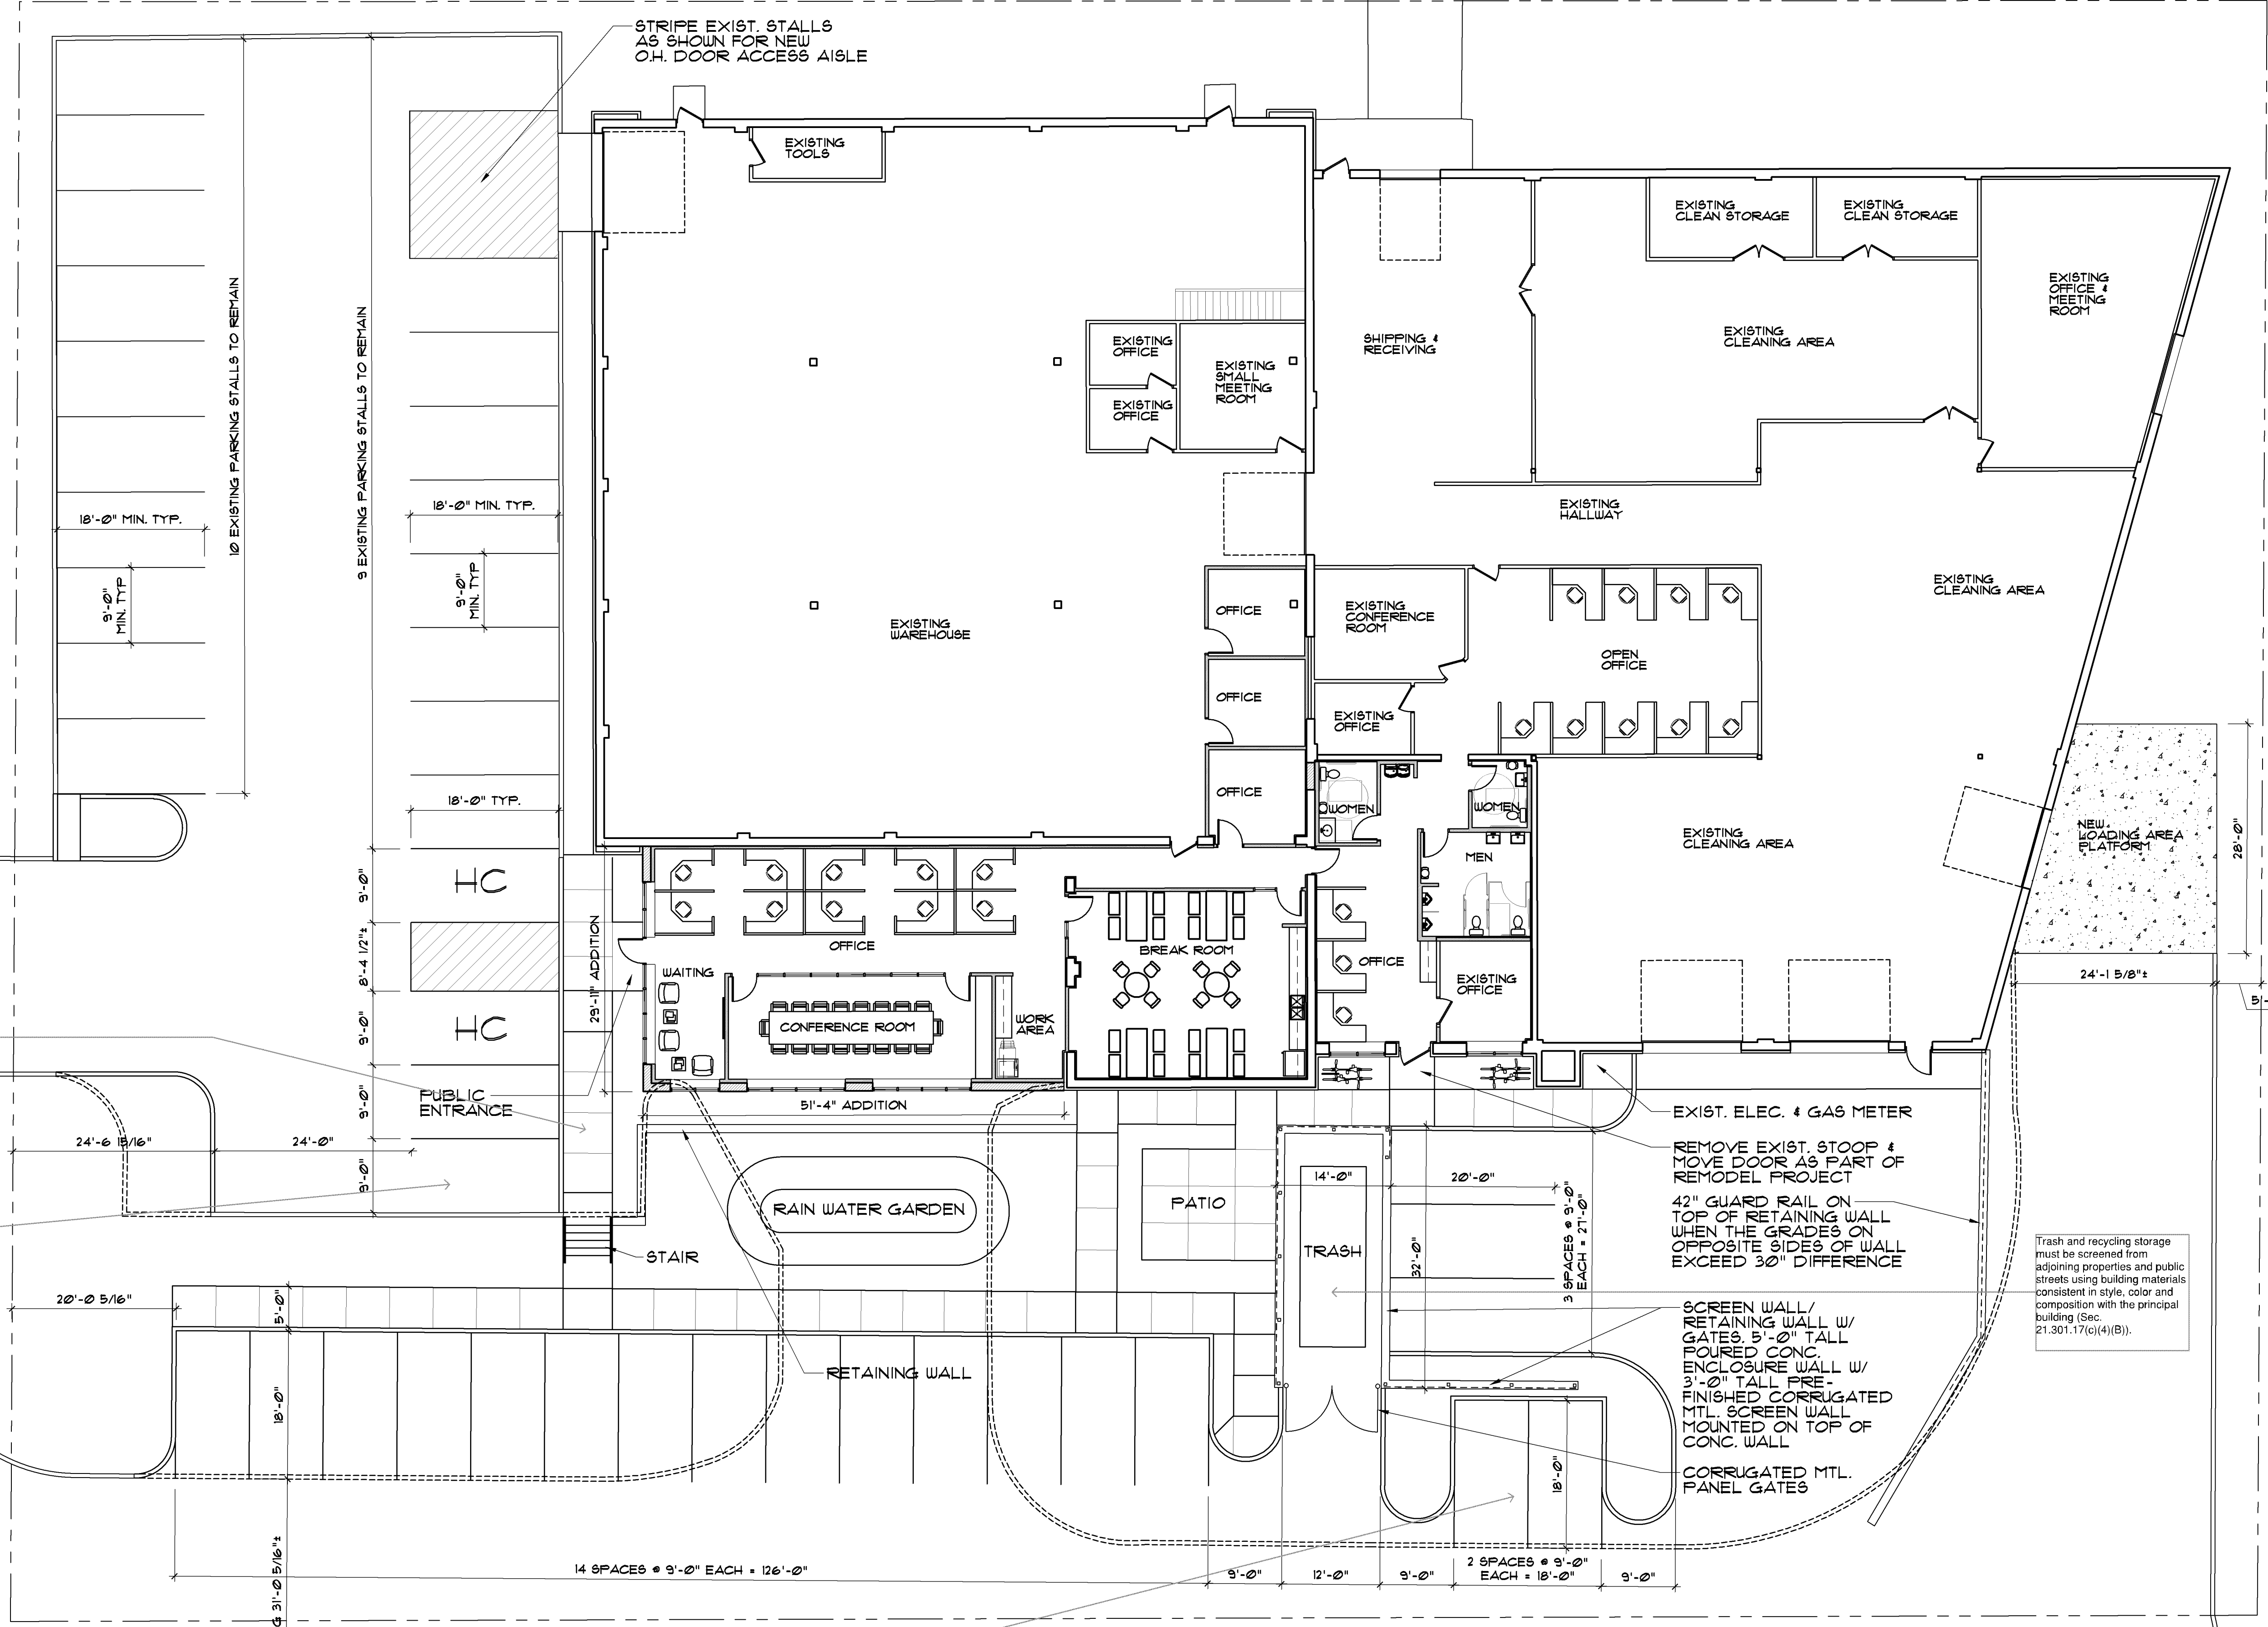 STRIPE EXIST. STALLS
AS SHOWN FOR NEW
O.H. DOOR ACCESS AISLE
EXISTING
TOOLS
EXISTING
CLEAN STORAGE
EXISTING
CLEAN STORAGE
EXISTING
OFFICE &
MEETING
ROOM
10 EXISTING PARKING STALLS TO REMAIN
9 EXISTING PARKING STALLS TO REMAIN
EXISTING
OFFICE
EXISTING
SMALL
MEETING
ROOM
EXISTING
OFFICE
SHIPPING &
RECEIVING
EXISTING
CLEANING AREA
18'-0" MIN. TYP.
18'-0" MIN. TYP.
EXISTING
HALLWAY
9'-0"
MIN. TYP
9'-0"
MIN. TYP
EXISTING
WAREHOUSE
OFFICE
EXISTING
CONFERENCE
ROOM
EXISTING
CLEANING AREA
OPEN
OFFICE
OFFICE
EXISTING
OFFICE
18'-0" TYP.
OFFICE
WOMEN
WOMEN
MEN
EXISTING
CLEANING AREA
NEW
LOADING AREA
PLATFORM
28'-0"
9'-0"
HC
8'-4 1/2"±
29'-11" ADDITION
OFFICE
WAITING
BREAK ROOM
OFFICE
EXISTING
OFFICE
24'-1 5/8"±
5'-
9'-0"
HC
CONFERENCE ROOM
WORK
AREA
9'-0"
PUBLIC
ENTRANCE
51'-4" ADDITION
EXIST. ELEC. & GAS METER
24'-6 15/16"
24'-0"
9'-0"
REMOVE EXIST. STOOP &
MOVE DOOR AS PART OF
REMODEL PROJECT
14'-0"
20'-0"
RAIN WATER GARDEN
PATIO
42" GUARD RAIL ON
TOP OF RETAINING WALL
WHEN THE GRADES ON
OPPOSITE SIDES OF WALL
EXCEED 30" DIFFERENCE
STAIR
TRASH
32'-0"
3 SPACES @ 9'-0"
EACH = 27'-0"
Trash and recycling storage
must be screened from
adjoining properties and public
streets using building materials
consistent in style, color and
composition with the principal
building (Sec.
21.301.17(c)(4)(B)).
20'-0 5/16"
5'-0"
SCREEN WALL/
RETAINING WALL W/
GATES. 5'-0" TALL
POURED CONC.
ENCLOSURE WALL W/
3'-0" TALL PRE-
FINISHED CORRUGATED
MTL. SCREEN WALL
MOUNTED ON TOP OF
CONC. WALL
RETAINING WALL
18'-0"
CORRUGATED MTL.
PANEL GATES
18'-0"
G 31'-0 5/16"±
14 SPACES @ 9'-0" EACH = 126'-0"
9'-0"
12'-0"
9'-0"
2 SPACES @ 9'-0"
EACH = 18'-0"
9'-0"